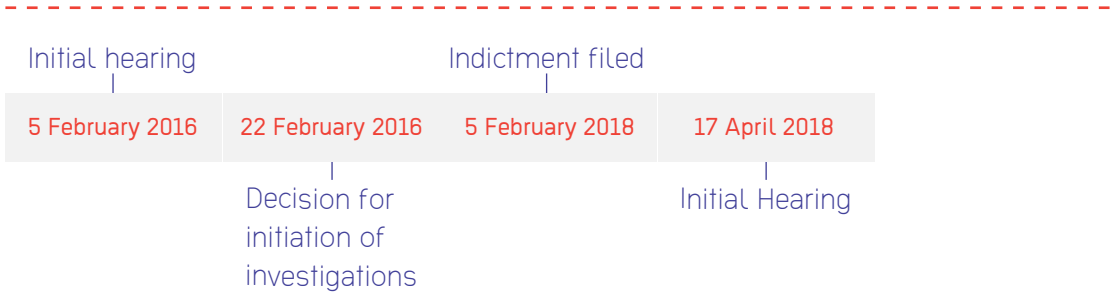 Initial hearing
Indictment filed
5 February 2016
22 February 2016
5 February 2018
17 April 2018
Decision for
initiation of
investigations
Initial Hearing